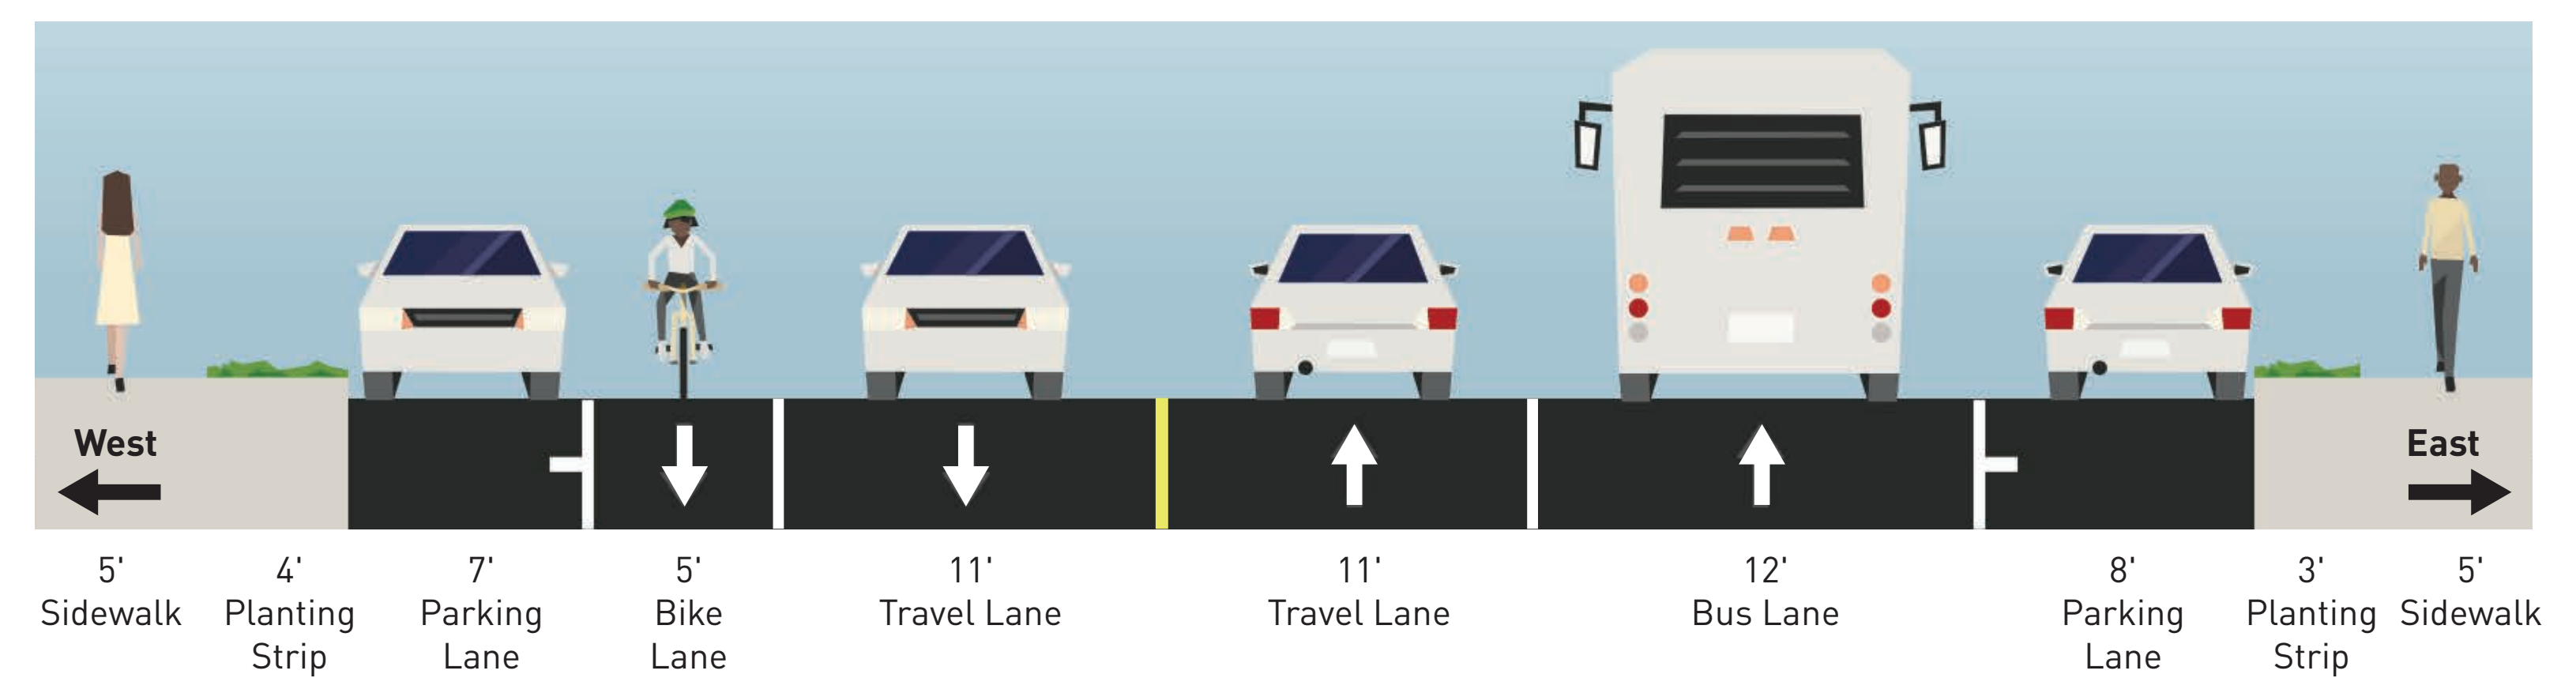 West
East
5' 4' 7' 5' 11' 11' 12' 8' 3' 5'
Sidewalk Planting Parking Bike Travel Lane Travel Lane Bus Lane Parking Planting Sidewalk
Strip Lane Lane Lane Strip